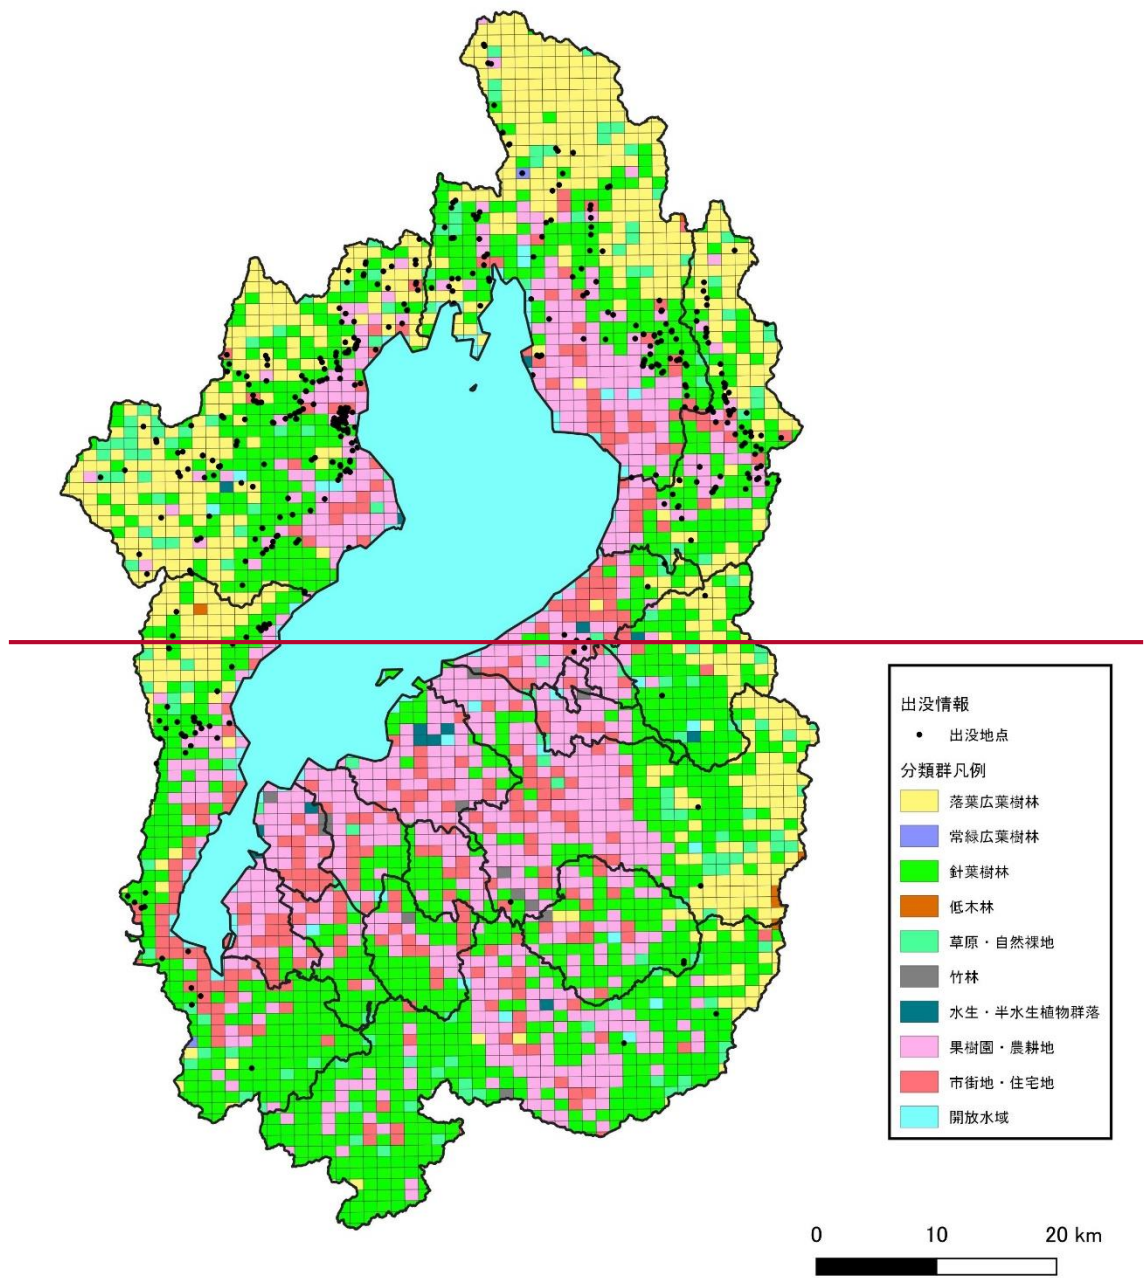 出没情報
出没地点
分類群凡例
落葉広葉樹林
常緑広葉樹林
針葉樹林
低木林
草原・自然裸地
竹林
水生・半水生植物群落
果樹園・農耕地
市街地・住宅地
開放水域
0 10 20 km